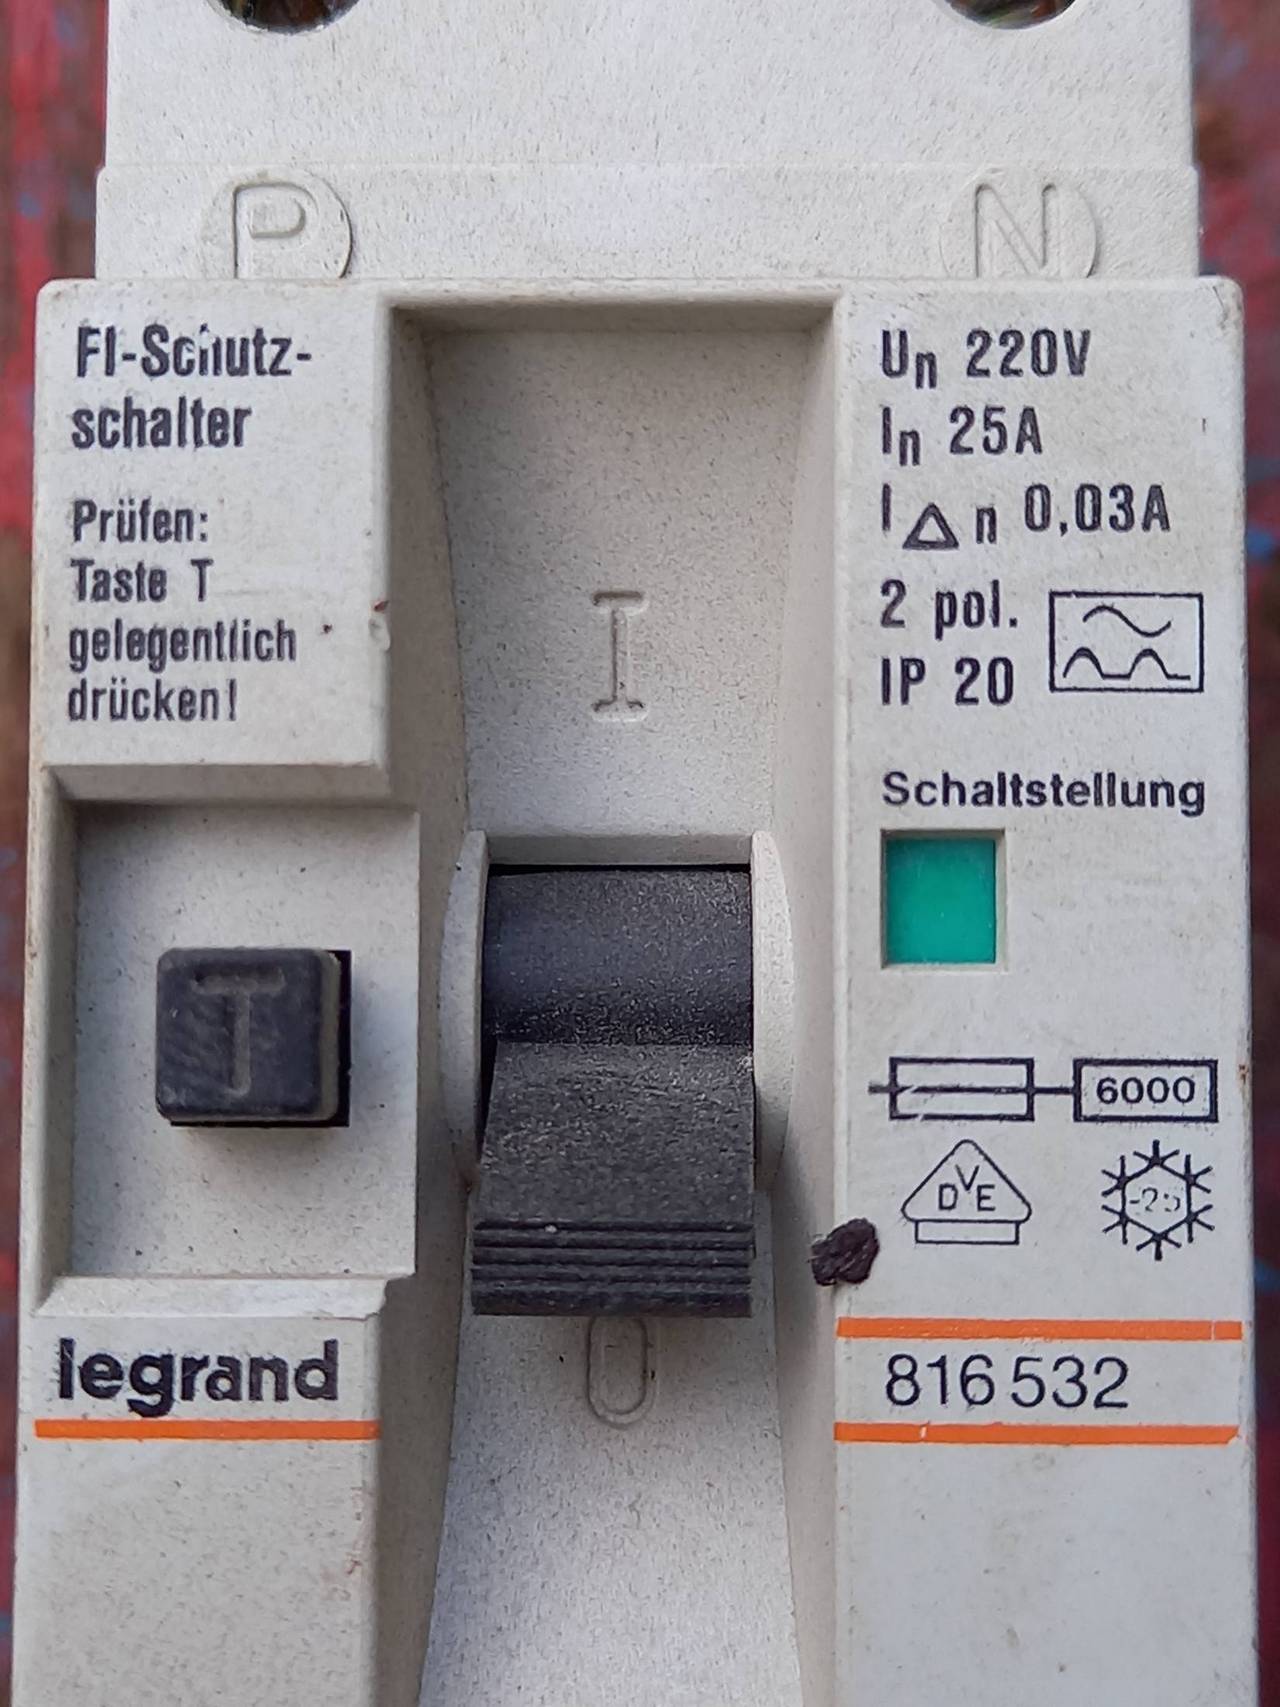 P
N
FI-Schutz-
schalter
Prüfen:
Taste T
gelegentlich
drücken!
Un 220V
In 25A
I△n 0,03A
2 pol.
IP 20
I
Schaltstellung
T
6000
DVE
-25
O
legrand
816 532